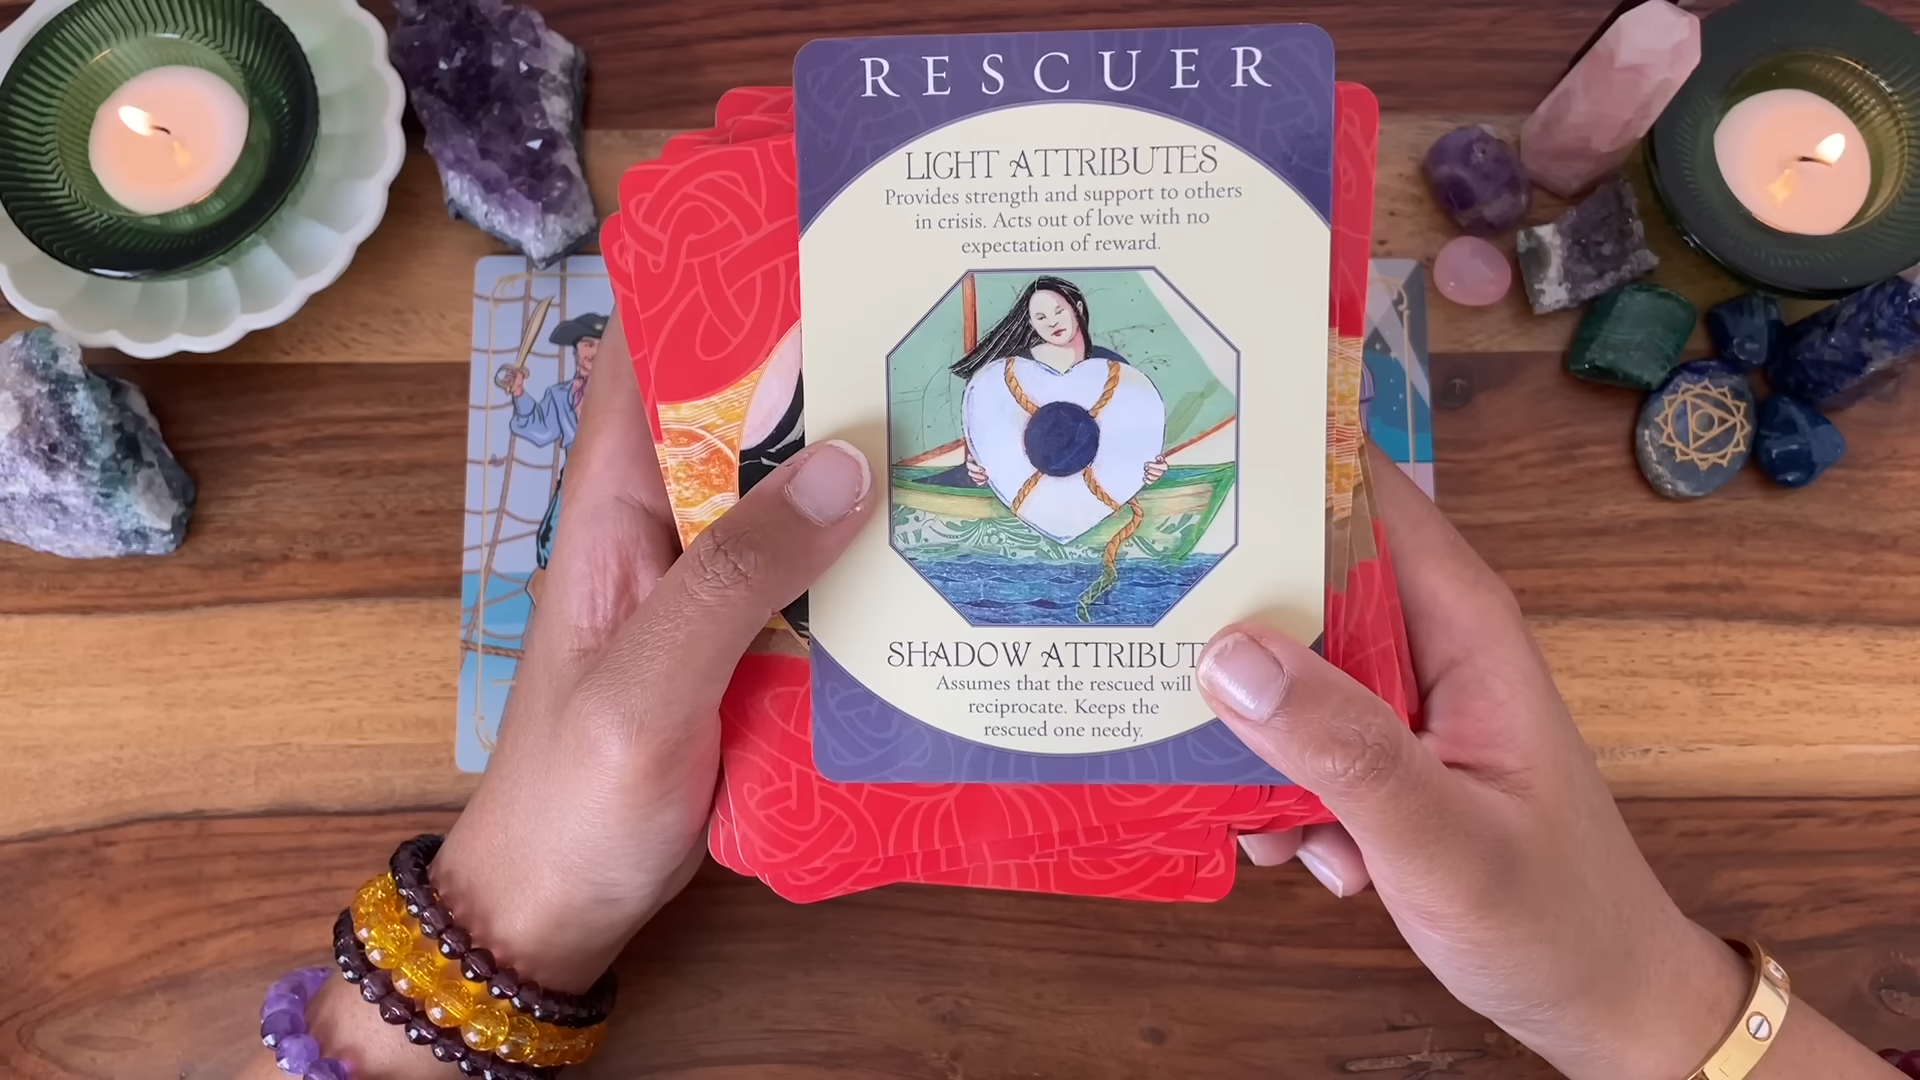 RESCUER
LIGHT ATTRIBUTES
Provides strength and support to others
in crisis. Acts out of love with no
expectation of reward.
SHADOW ATTRIBUT
Assumes that the rescued will
reciprocate. Keeps the
rescued one needy.